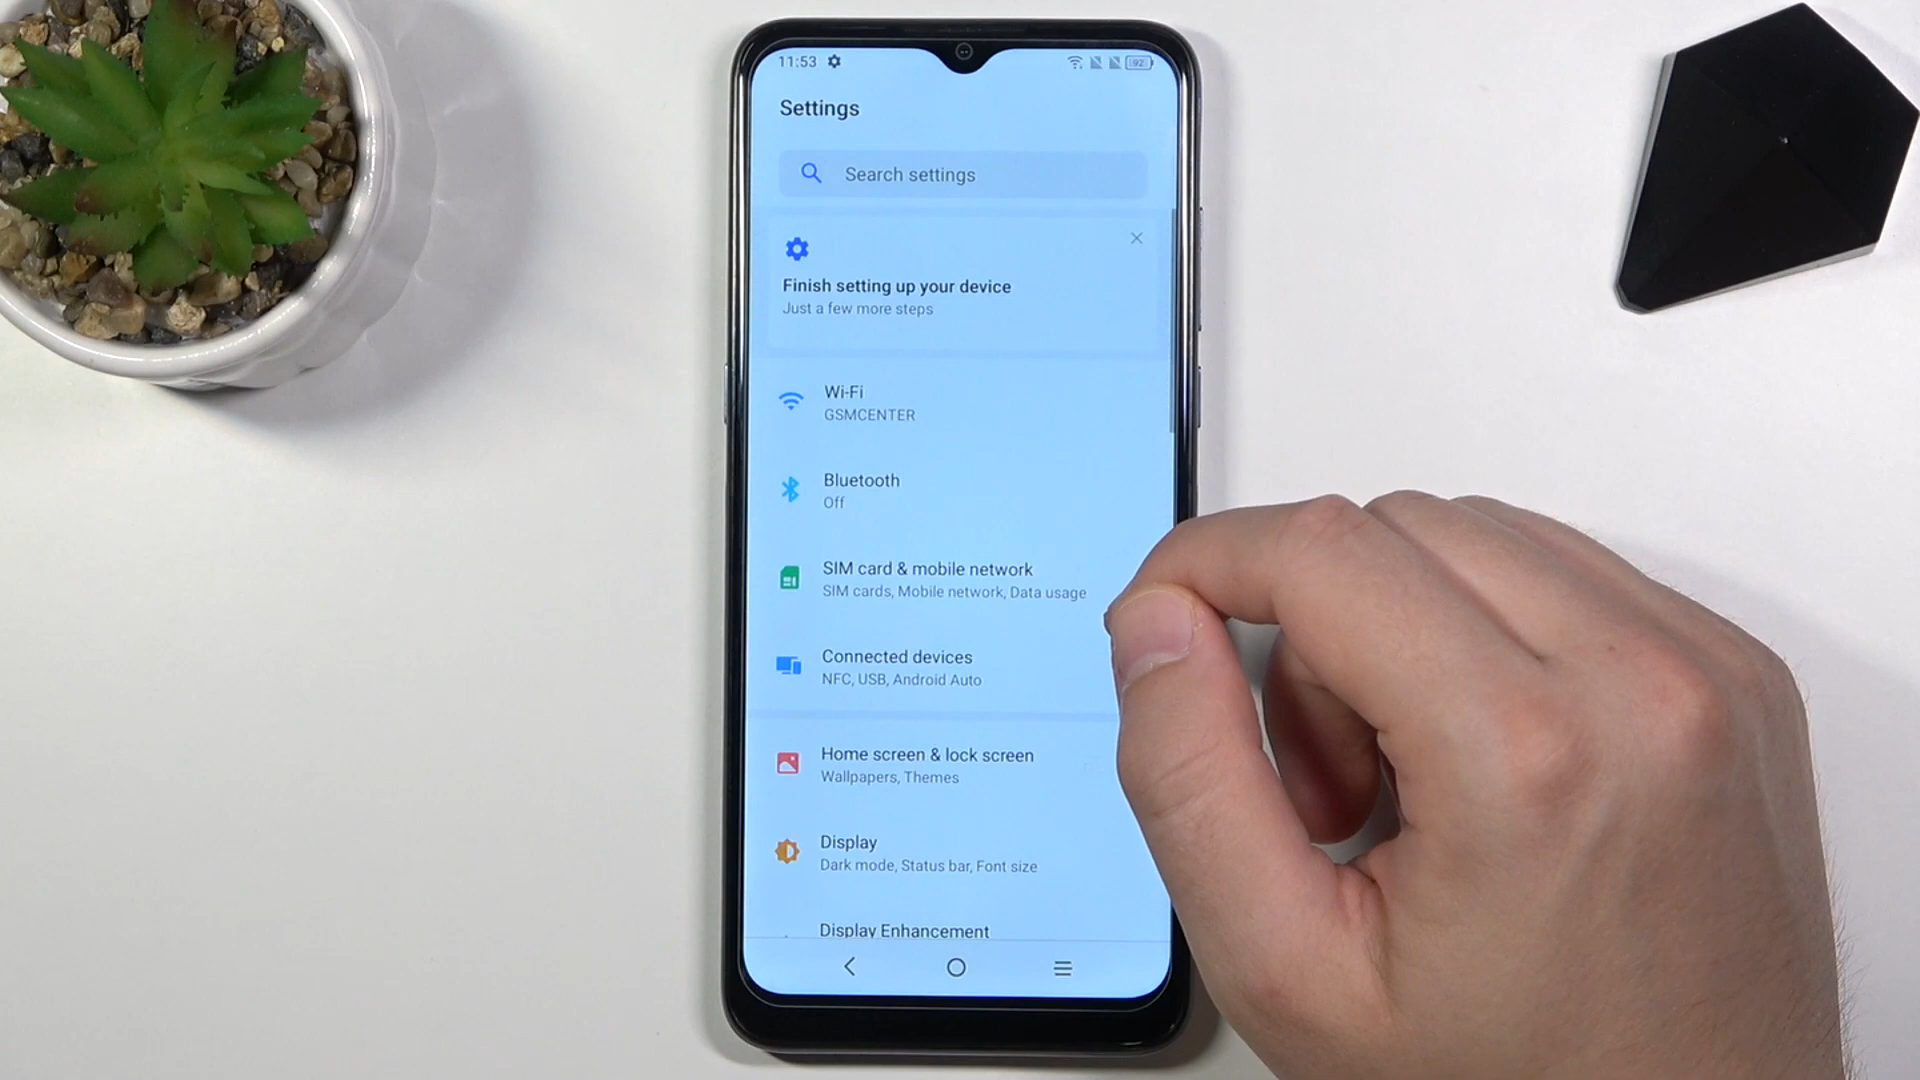 11:53
92
Settings
Search settings
Finish setting up your device
Just a few more steps
Wi-Fi
GSMCENTER
Bluetooth
Off
SIM card & mobile network
SIM cards, Mobile network, Data usage
Connected devices
NFC, USB, Android Auto
Home screen & lock screen
Wallpapers, Themes
Display
Dark mode, Status bar, Font size
Display Enhancement